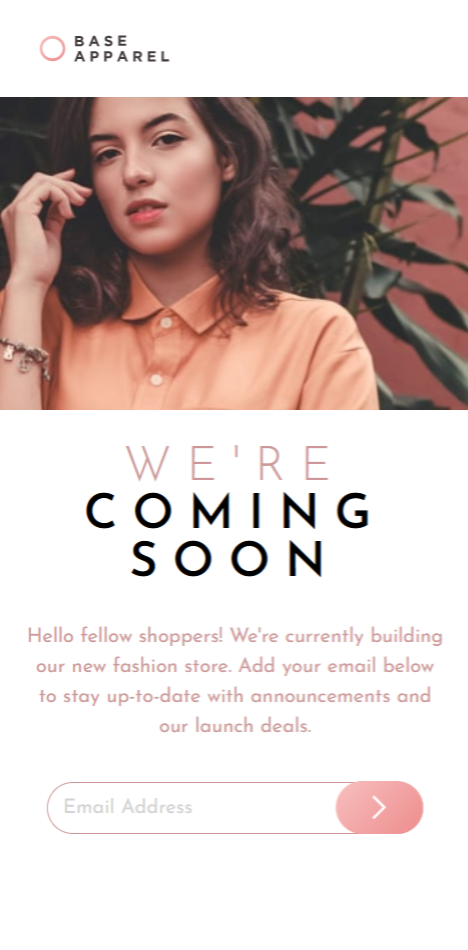 BASE
APPAREL
WE'RE
COMING
SOON
Hello fellow shoppers! We're currently building
our new fashion store. Add your email below
to stay up-to-date with announcements and
our launch deals.
Email Address